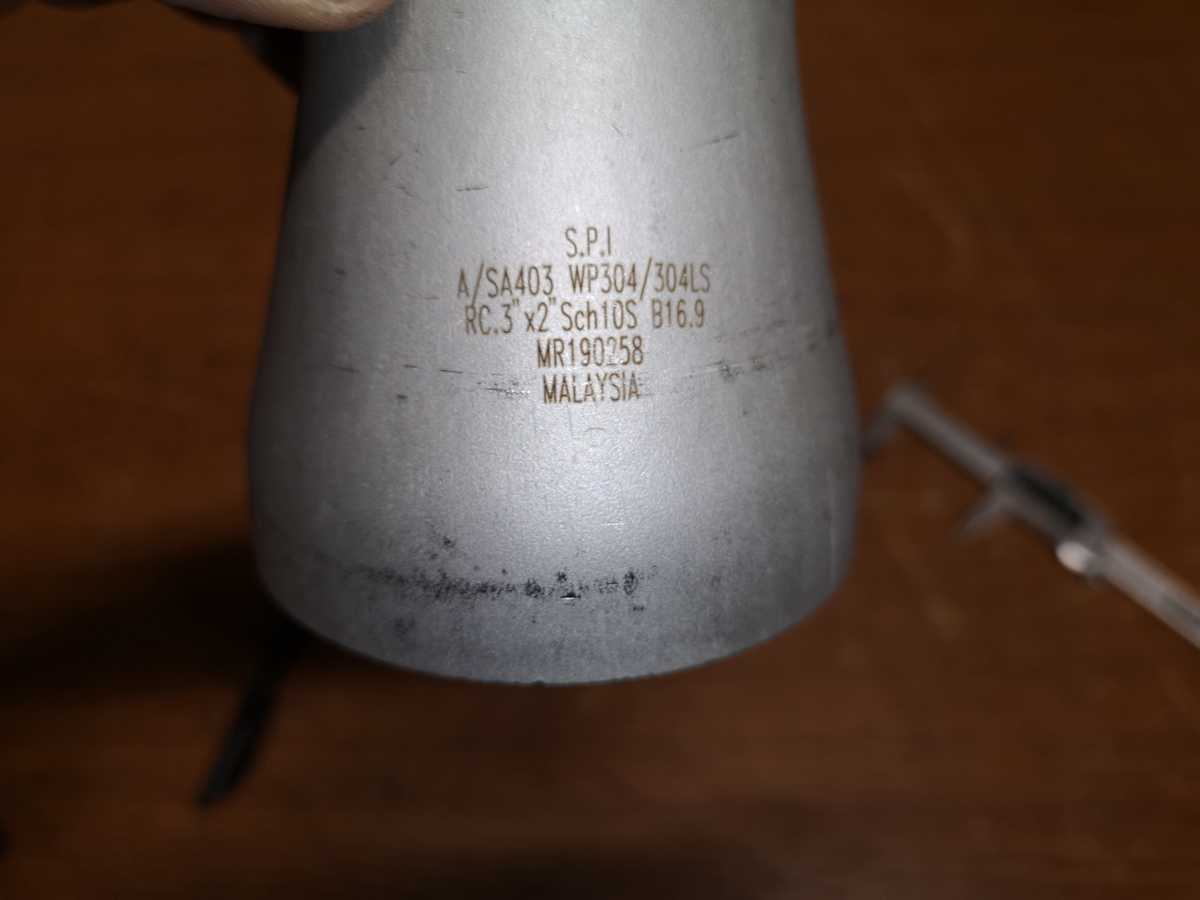 S.P.I
A/SA403 WP304/304LS
RC.3"x2"Sch10S B16.9
MR190258
MALAYSIA